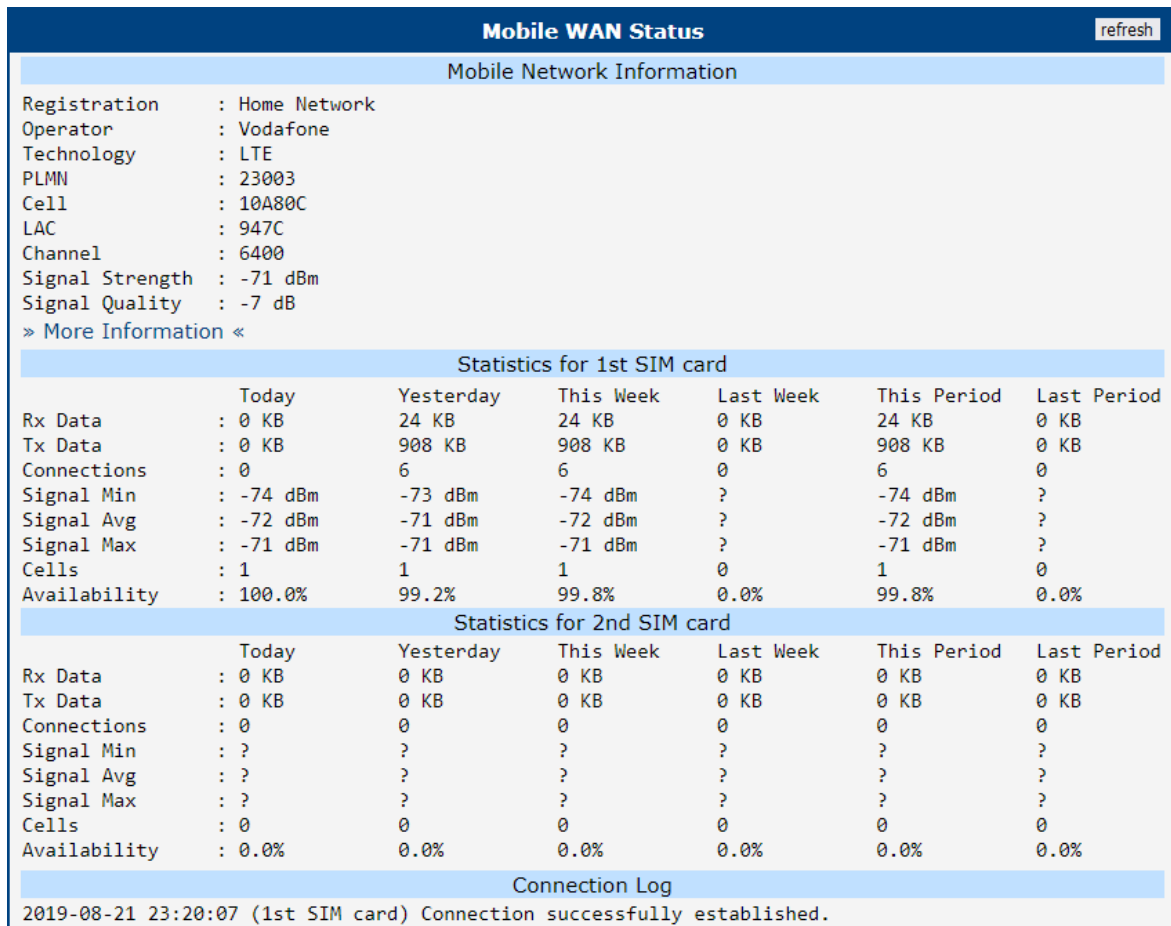 Mobile WAN Status
refresh
Mobile Network Information
Registration : Home Network
Operator : Vodafone
Technology : LTE
PLMN : 23003
Cell : 10A80C
LAC : 947C
Channel : 6400
Signal Strength : -71 dBm
Signal Quality : -7 dB
» More Information «
Statistics for 1st SIM card
Today Yesterday This Week Last Week This Period Last Period
Rx Data : 0 KB 24 KB 24 KB 0 KB 24 KB 0 KB
Tx Data : 0 KB 908 KB 908 KB 0 KB 908 KB 0 KB
Connections : 0 6 6 0 6 0
Signal Min : -74 dBm -73 dBm -74 dBm ? -74 dBm ?
Signal Avg : -72 dBm -71 dBm -72 dBm ? -72 dBm ?
Signal Max : -71 dBm -71 dBm -71 dBm ? -71 dBm ?
Cells : 1 1 1 0 1 0
Availability : 100.0% 99.2% 99.8% 0.0% 99.8% 0.0%
Statistics for 2nd SIM card
Today Yesterday This Week Last Week This Period Last Period
Rx Data : 0 KB 0 KB 0 KB 0 KB 0 KB 0 KB
Tx Data : 0 KB 0 KB 0 KB 0 KB 0 KB 0 KB
Connections : 0 0 0 0 0 0
Signal Min : ? ? ? ? ? ?
Signal Avg : ? ? ? ? ? ?
Signal Max : ? ? ? ? ? ?
Cells : 0 0 0 0 0 0
Availability : 0.0% 0.0% 0.0% 0.0% 0.0% 0.0%
Connection Log
2019-08-21 23:20:07 (1st SIM card) Connection successfully established.